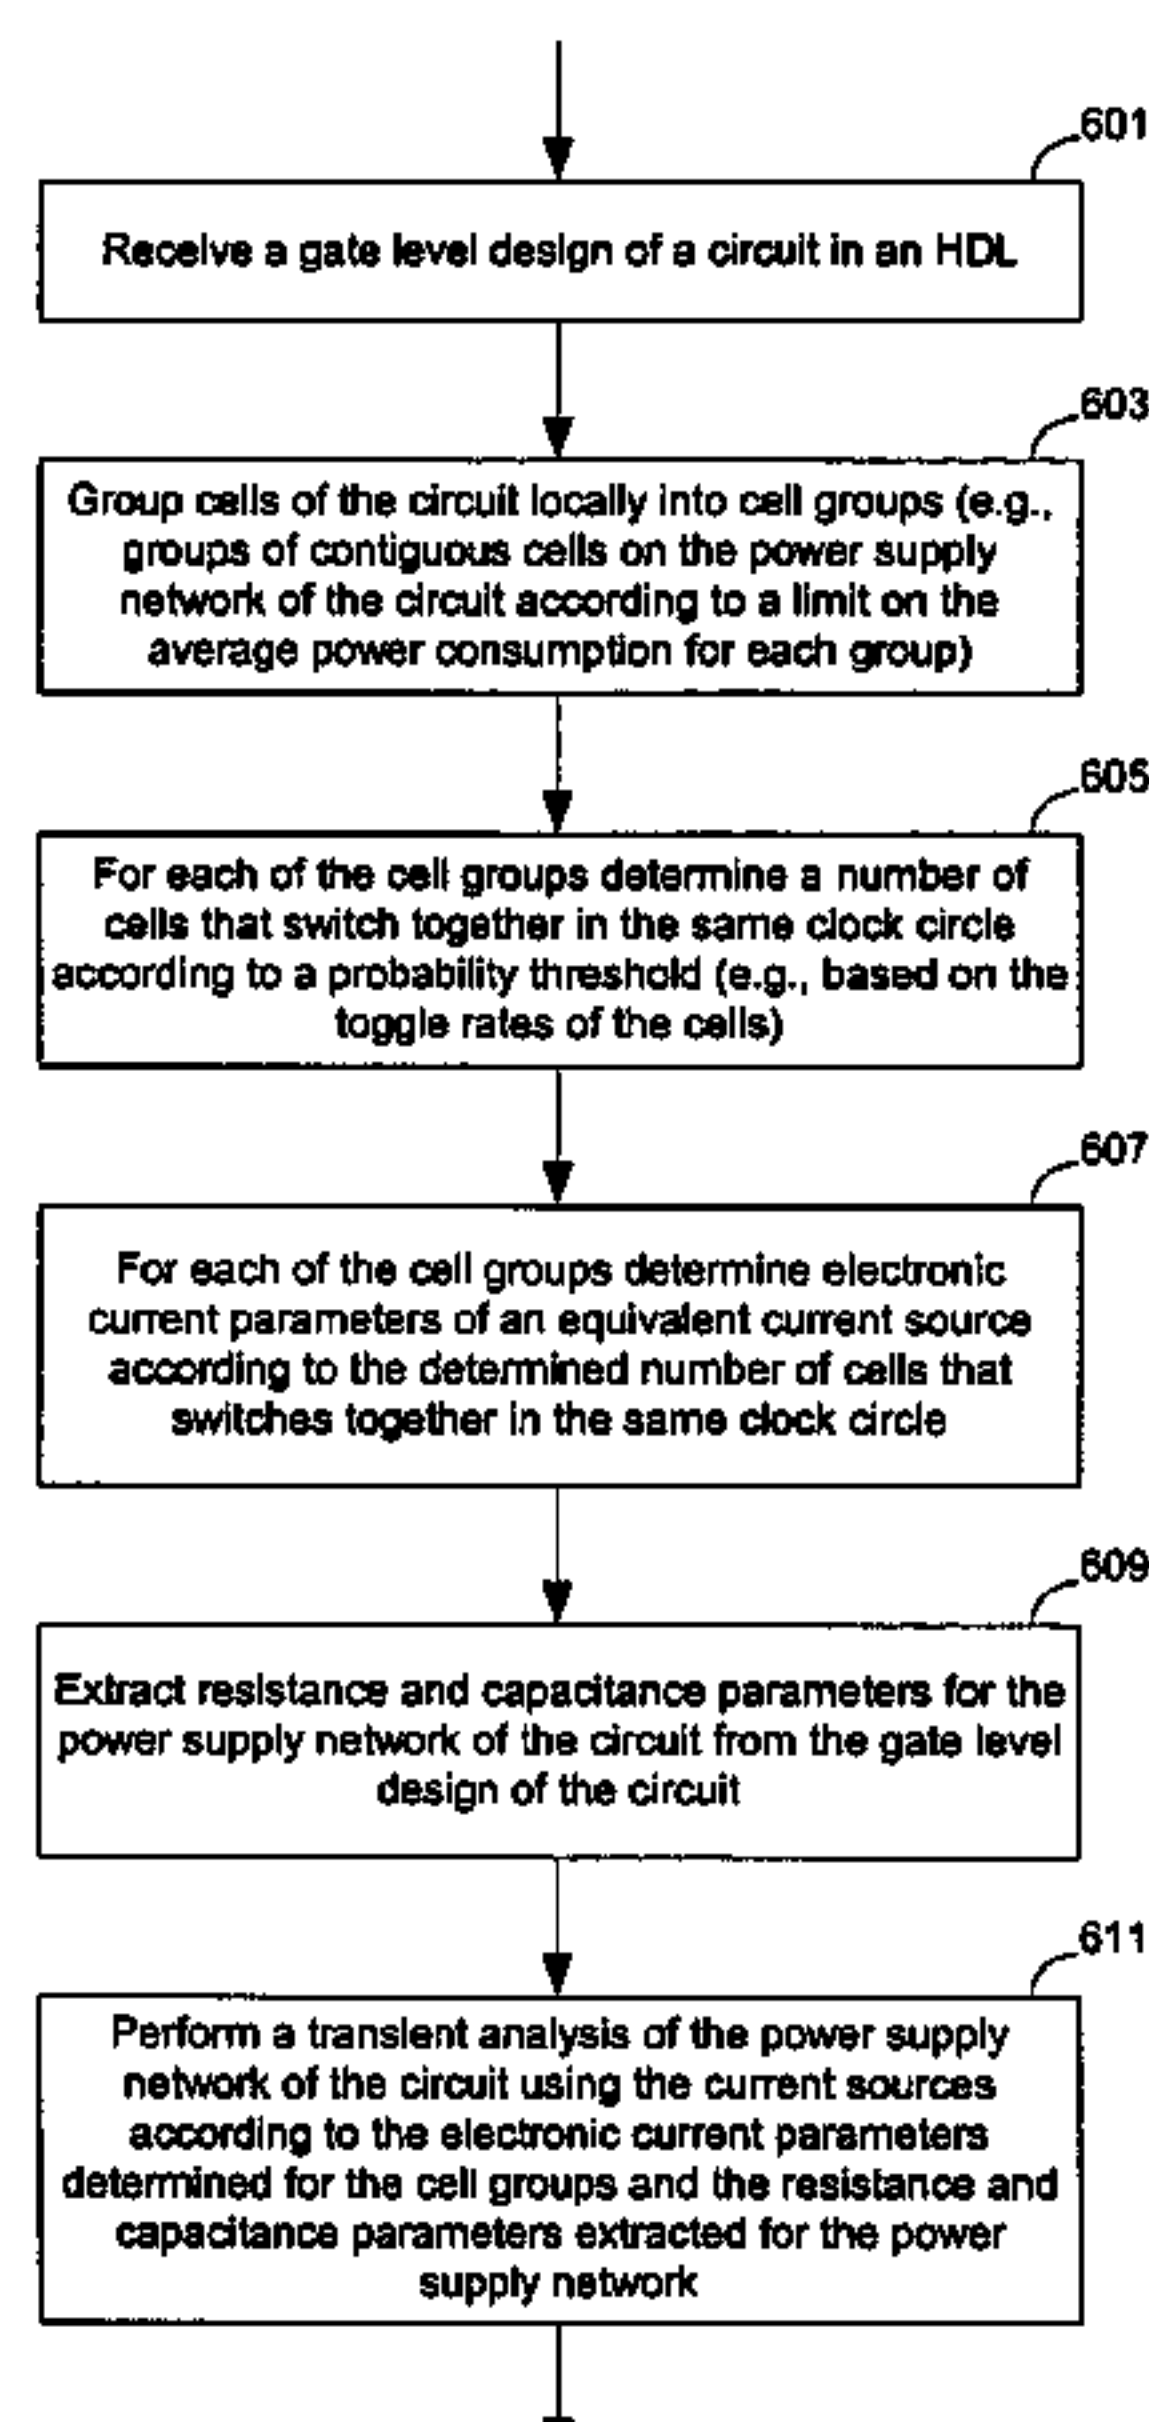 601
Receive a gate level design of a circuit in an HDL
603
Group cells of the circuit locally into cell groups (e.g.,
groups of contiguous cells on the power supply
network of the circuit according to a limit on the
average power consumption for each group)
605
For each of the cell groups determine a number of
cells that switch together in the same clock circle
according to a probability threshold (e.g., based on the
toggle rates of the cells)
607
For each of the cell groups determine electronic
current parameters of an equivalent current source
according to the determined number of cells that
switches together in the same clock circle
609
Extract resistance and capacitance parameters for the
power supply network of the circuit from the gate level
design of the circuit
611
Perform a transient analysis of the power supply
network of the circuit using the current sources
according to the electronic current parameters
determined for the cell groups and the resistance and
capacitance parameters extracted for the power
supply network